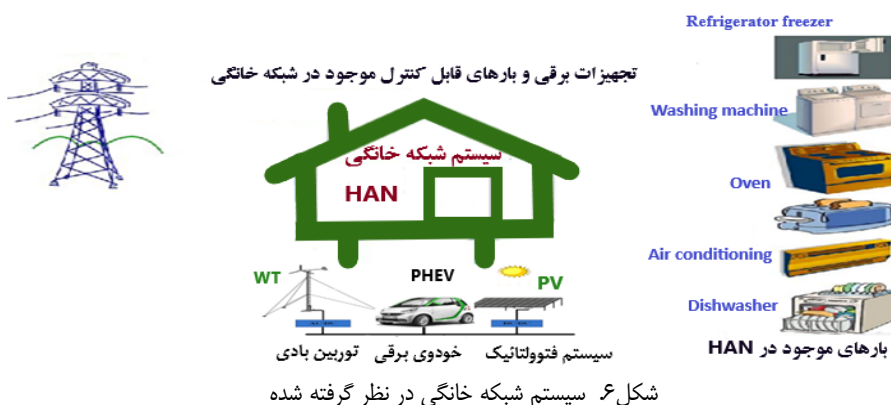 Refrigerator freezer
تجهیزات برقی و بارهای قابل کنترل موجود در شبکه خانگی
Washing machine
سیستم شبکه خانگی
HAN
Oven
Air conditioning
WT
PHEV
PV
Dishwasher
توربین بادی
خودوی برقی
سیستم فتوولتائیک
بارهای موجود در HAN
شکل۶. سیستم شبکه خانگی در نظر گرفته شده